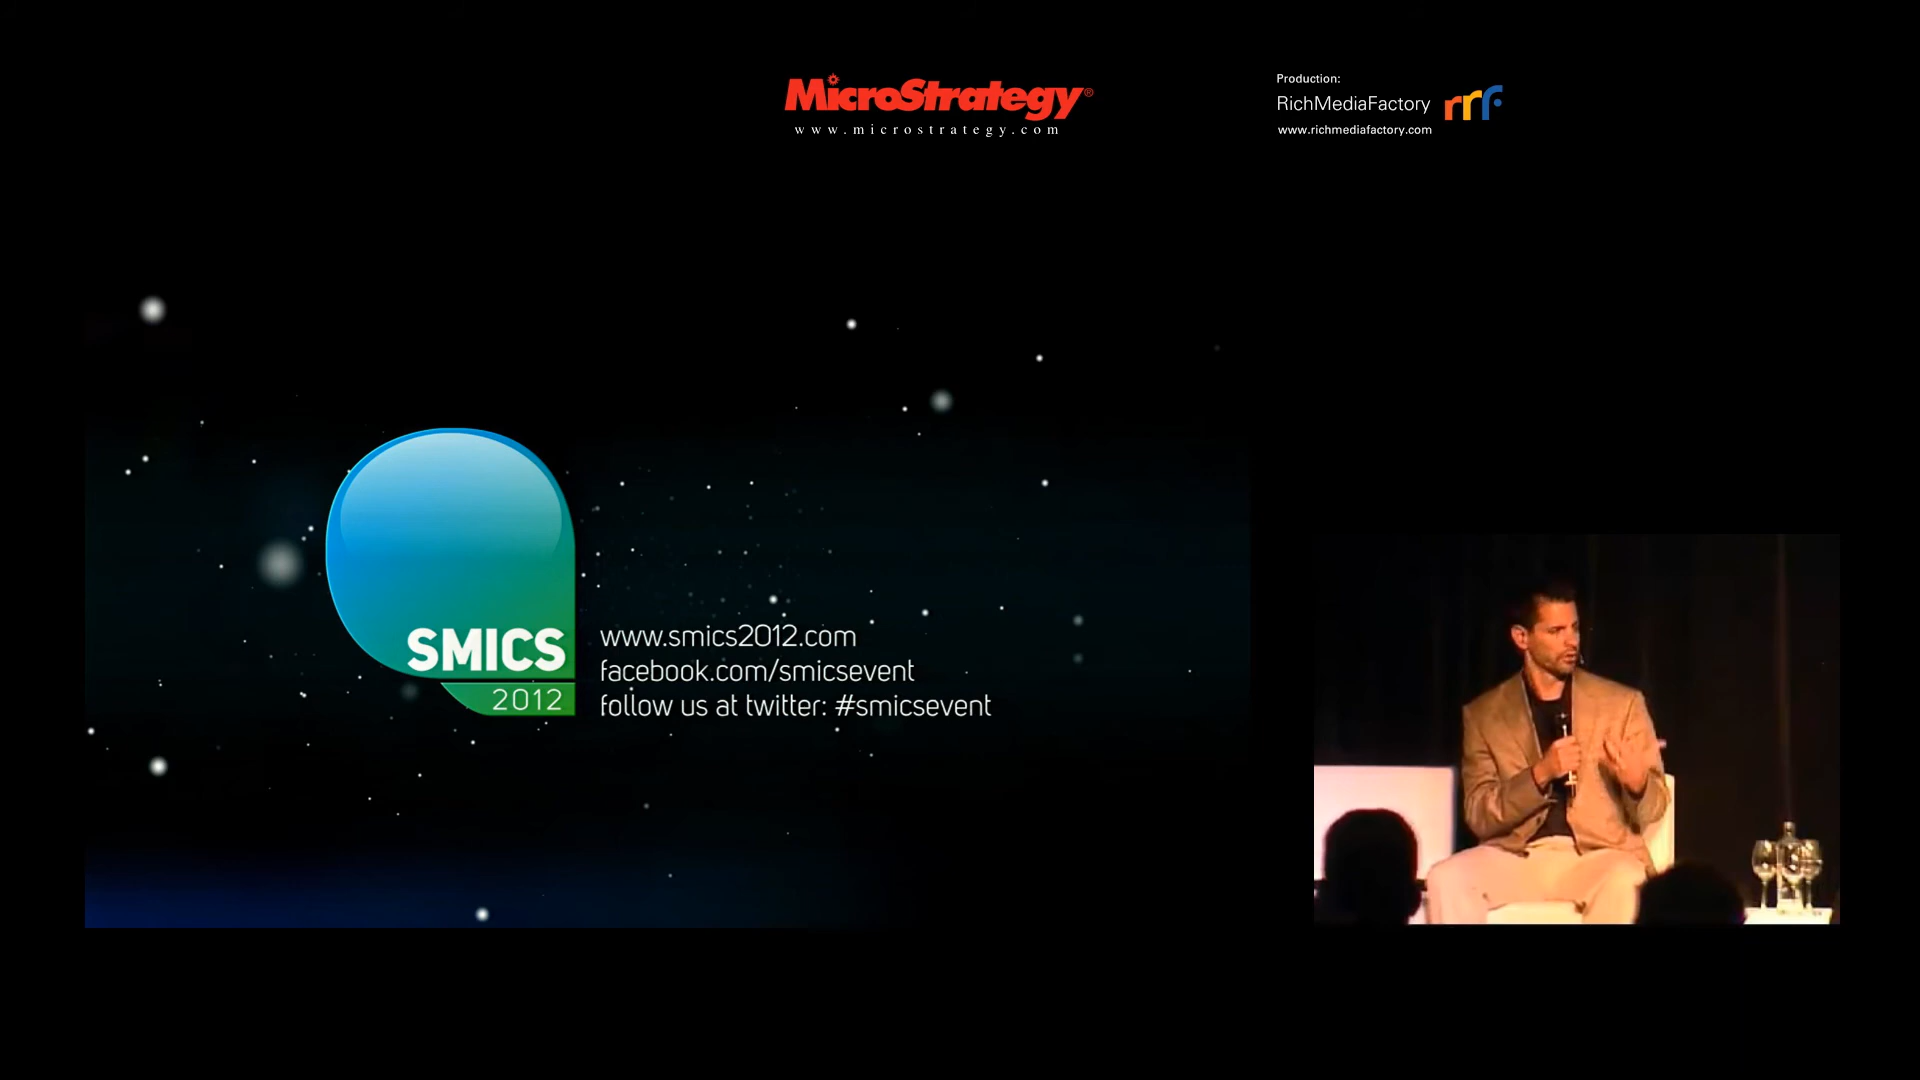 MicroStrategy®
www.microstrategy.com
Production:
RichMediaFactory rrf
www.richmediafactory.com
SMICS
2012
www.smics2012.com
facebook.com/smicsevent
follow us at twitter: #smicsevent